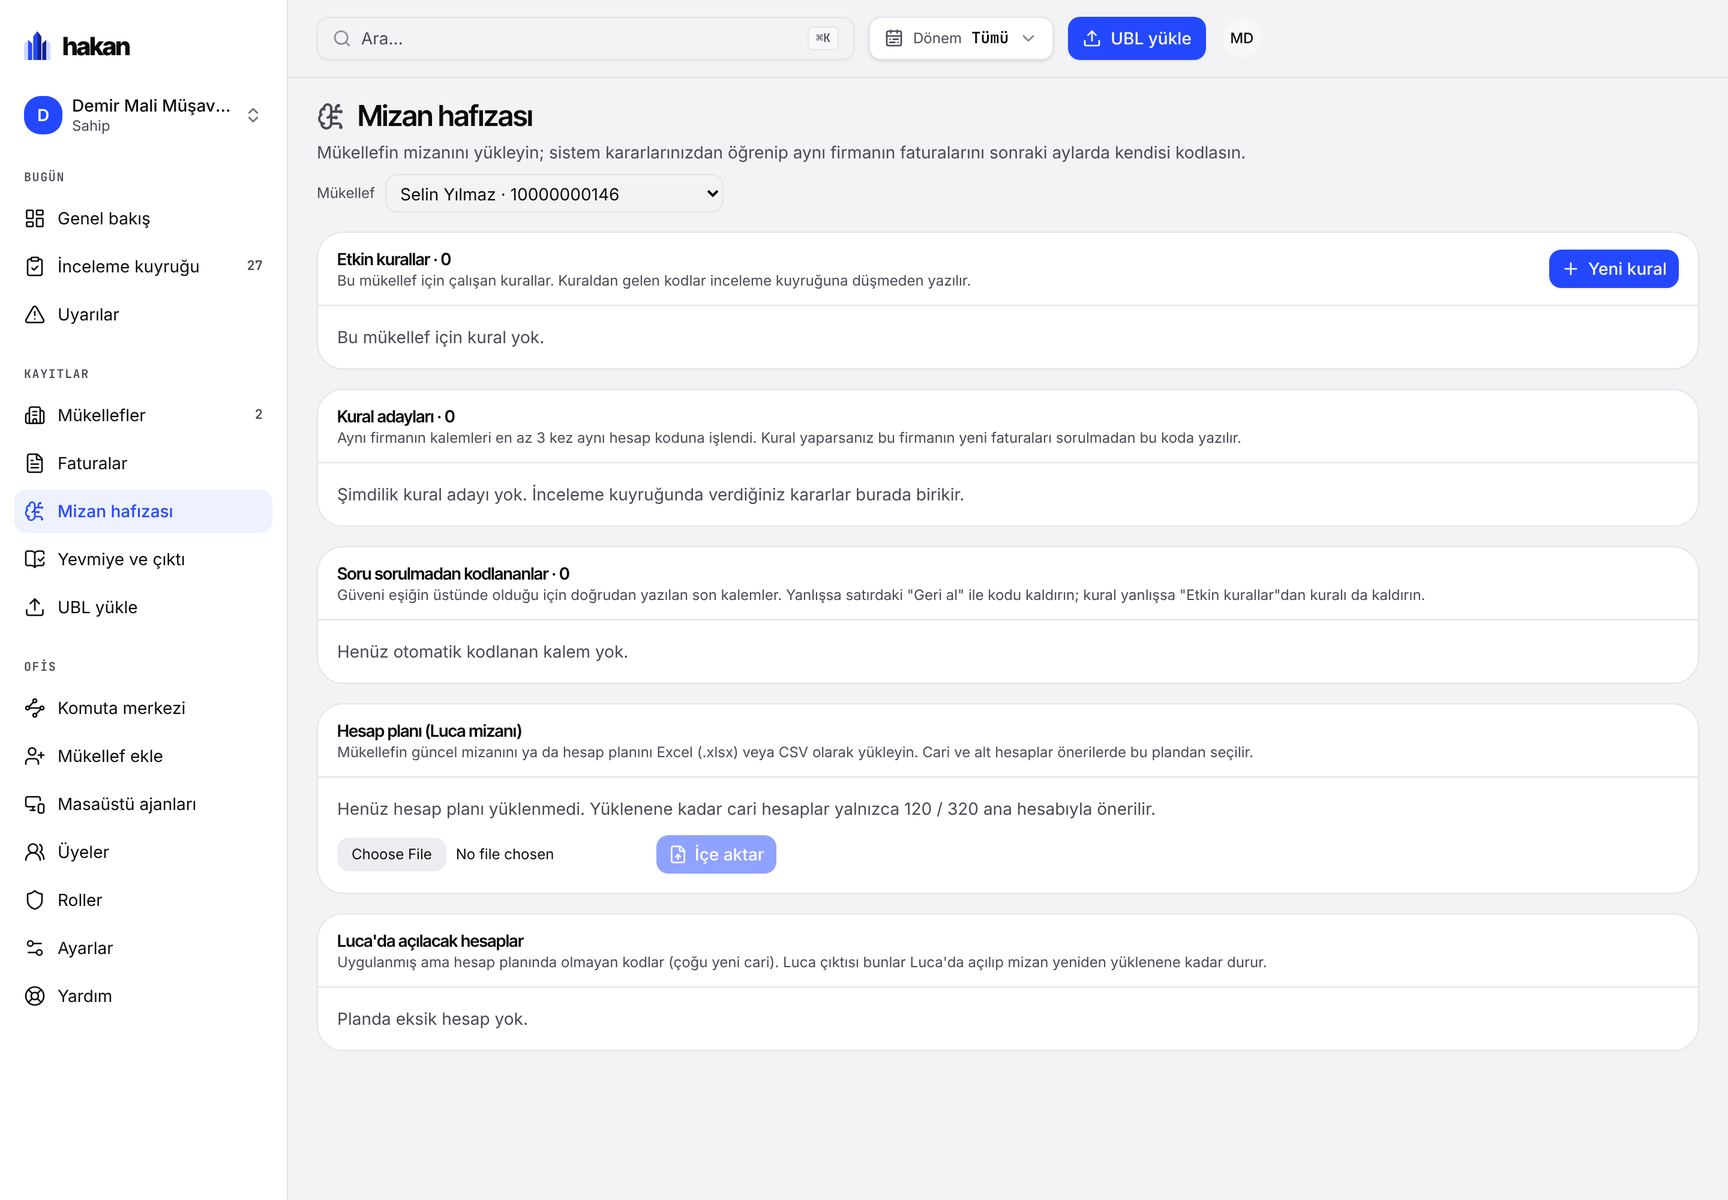 hakan
D
Demir Mali Müşav...
Sahip
BUGÜN
Genel bakış
İnceleme kuyruğu 27
Uyarılar
KAYITLAR
Mükellefler 2
Faturalar
Mizan hafızası
Yevmiye ve çıktı
UBL yükle
OFİS
Komuta merkezi
Mükellef ekle
Masaüstü ajanları
Üyeler
Roller
Ayarlar
Yardım
Ara... ⌘K
Dönem Tümü
UBL yükle
MD
Mizan hafızası
Mükellefin mizanını yükleyin; sistem kararlarınızdan öğrenip aynı firmanın faturalarını sonraki aylarda kendisi kodlasın.
Mükellef Selin Yılmaz · 10000000146
Etkin kurallar · 0
Bu mükellef için çalışan kurallar. Kuraldan gelen kodlar inceleme kuyruğuna düşmeden yazılır.
Yeni kural
Bu mükellef için kural yok.
Kural adayları · 0
Aynı firmanın kalemleri en az 3 kez aynı hesap koduna işlendi. Kural yaparsanız bu firmanın yeni faturaları sorulmadan bu koda yazılır.
Şimdilik kural adayı yok. İnceleme kuyruğunda verdiğiniz kararlar burada birikir.
Soru sorulmadan kodlananlar · 0
Güveni eşiğin üstünde olduğu için doğrudan yazılan son kalemler. Yanlışsa satırdaki "Geri al" ile kodu kaldırın; kural yanlışsa "Etkin kurallar"dan kuralı da kaldırın.
Henüz otomatik kodlanan kalem yok.
Hesap planı (Luca mizanı)
Mükellefin güncel mizanını ya da hesap planını Excel (.xlsx) veya CSV olarak yükleyin. Cari ve alt hesaplar önerilerde bu plandan seçilir.
Henüz hesap planı yüklenmedi. Yüklenene kadar cari hesaplar yalnızca 120 / 320 ana hesabıyla önerilir.
Choose File No file chosen
İçe aktar
Luca'da açılacak hesaplar
Uygulanmış ama hesap planında olmayan kodlar (çoğu yeni cari). Luca çıktısı bunlar Luca'da açılıp mizan yeniden yüklenene kadar durur.
Planda eksik hesap yok.